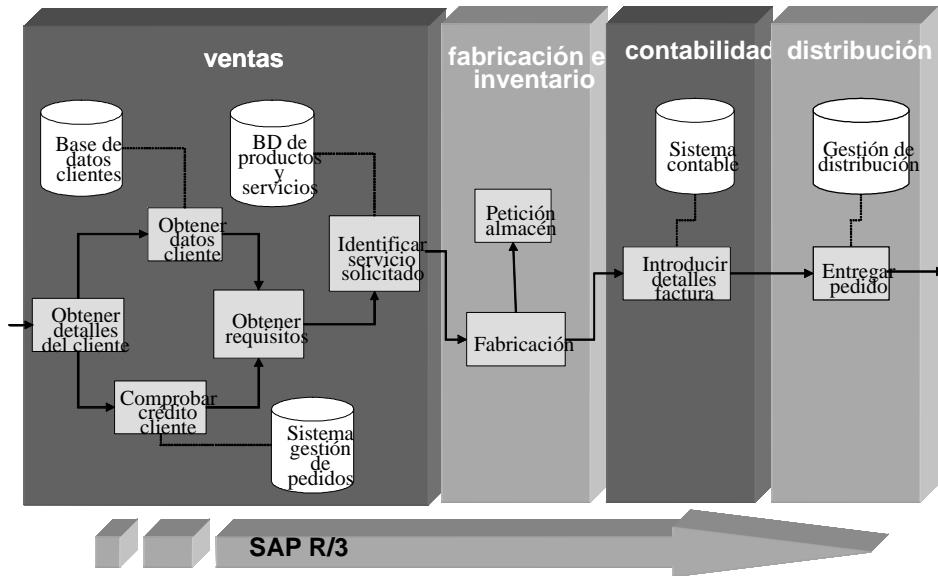 ventas
fabricación e
inventario
contabilidad
distribución
Base de
datos
clientes
BD de
productos
y
servicios
Sistema
contable
Gestión de
distribución
Obtener
datos
cliente
Identificar
servicio
solicitado
Petición
almacén
Introducir
detalles
factura
Entregar
pedido
Obtener
detalles
del cliente
Obtener
requisitos
Fabricación
Comprobar
crédito
cliente
Sistema
gestión
de
pedidos
SAP R/3